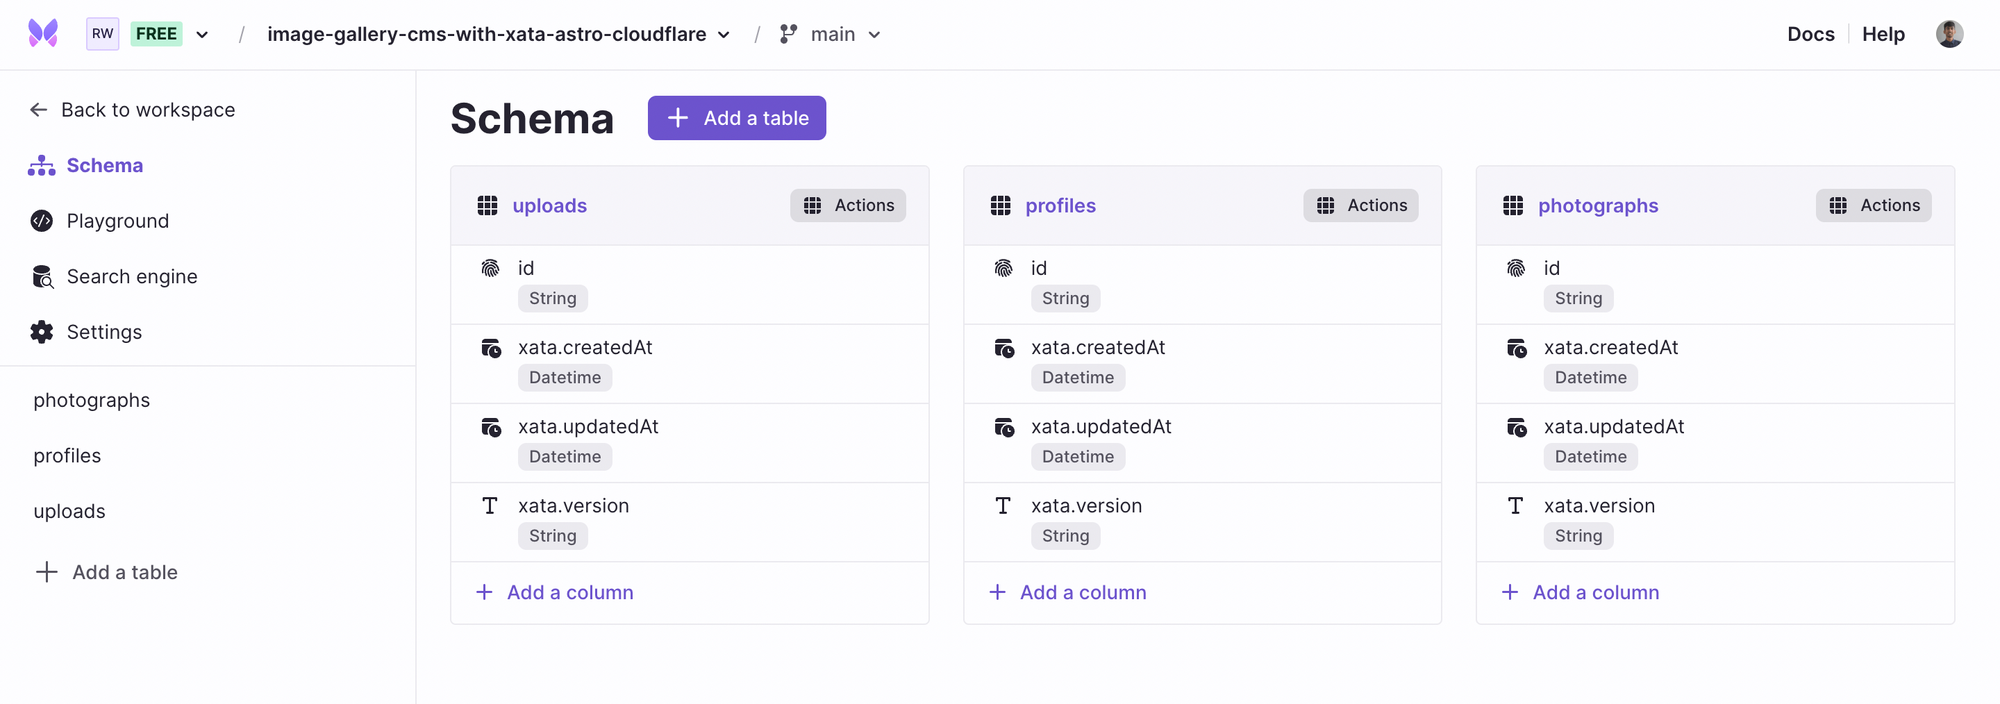 RW FREE / image-gallery-cms-with-xata-astro-cloudflare / main Docs Help
Back to workspace
Schema
Playground
Search engine
Settings
photographs
profiles
uploads
Add a table
Schema Add a table
uploads Actions
id
String
xata.createdAt
Datetime
xata.updatedAt
Datetime
xata.version
String
Add a column
profiles Actions
id
String
xata.createdAt
Datetime
xata.updatedAt
Datetime
xata.version
String
Add a column
photographs Actions
id
String
xata.createdAt
Datetime
xata.updatedAt
Datetime
xata.version
String
Add a column